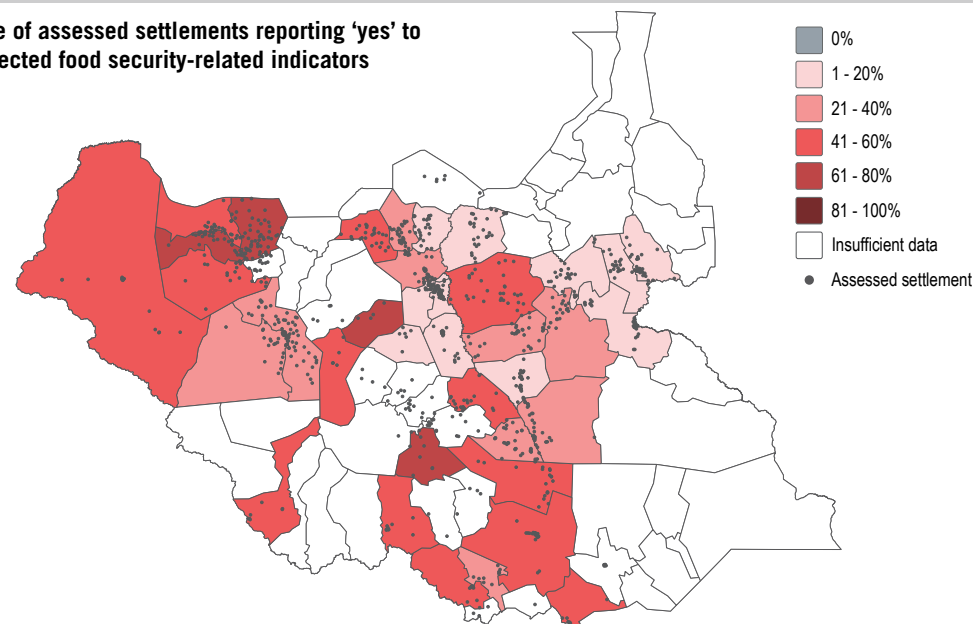 of assessed settlements reporting ‘yes’ to
food security-related indicators
0%
1 - 20%
21 - 40%
41 - 60%
61 - 80%
81 - 100%
Insufficient data
Assessed settlement